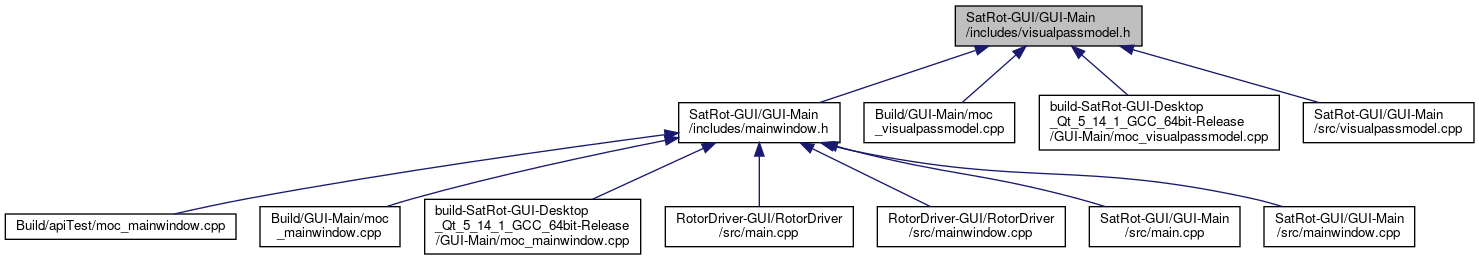 SatRot-GUI/GUI-Main
/includes/visualpassmodel.h
SatRot-GUI/GUI-Main
/includes/mainwindow.h
Build/GUI-Main/moc
_visualpassmodel.cpp
build-SatRot-GUI-Desktop
_Qt_5_14_1_GCC_64bit-Release
/GUI-Main/moc_visualpassmodel.cpp
SatRot-GUI/GUI-Main
/src/visualpassmodel.cpp
Build/apiTest/moc_mainwindow.cpp
Build/GUI-Main/moc
_mainwindow.cpp
build-SatRot-GUI-Desktop
_Qt_5_14_1_GCC_64bit-Release
/GUI-Main/moc_mainwindow.cpp
RotorDriver-GUI/RotorDriver
/src/main.cpp
RotorDriver-GUI/RotorDriver
/src/mainwindow.cpp
SatRot-GUI/GUI-Main
/src/main.cpp
SatRot-GUI/GUI-Main
/src/mainwindow.cpp